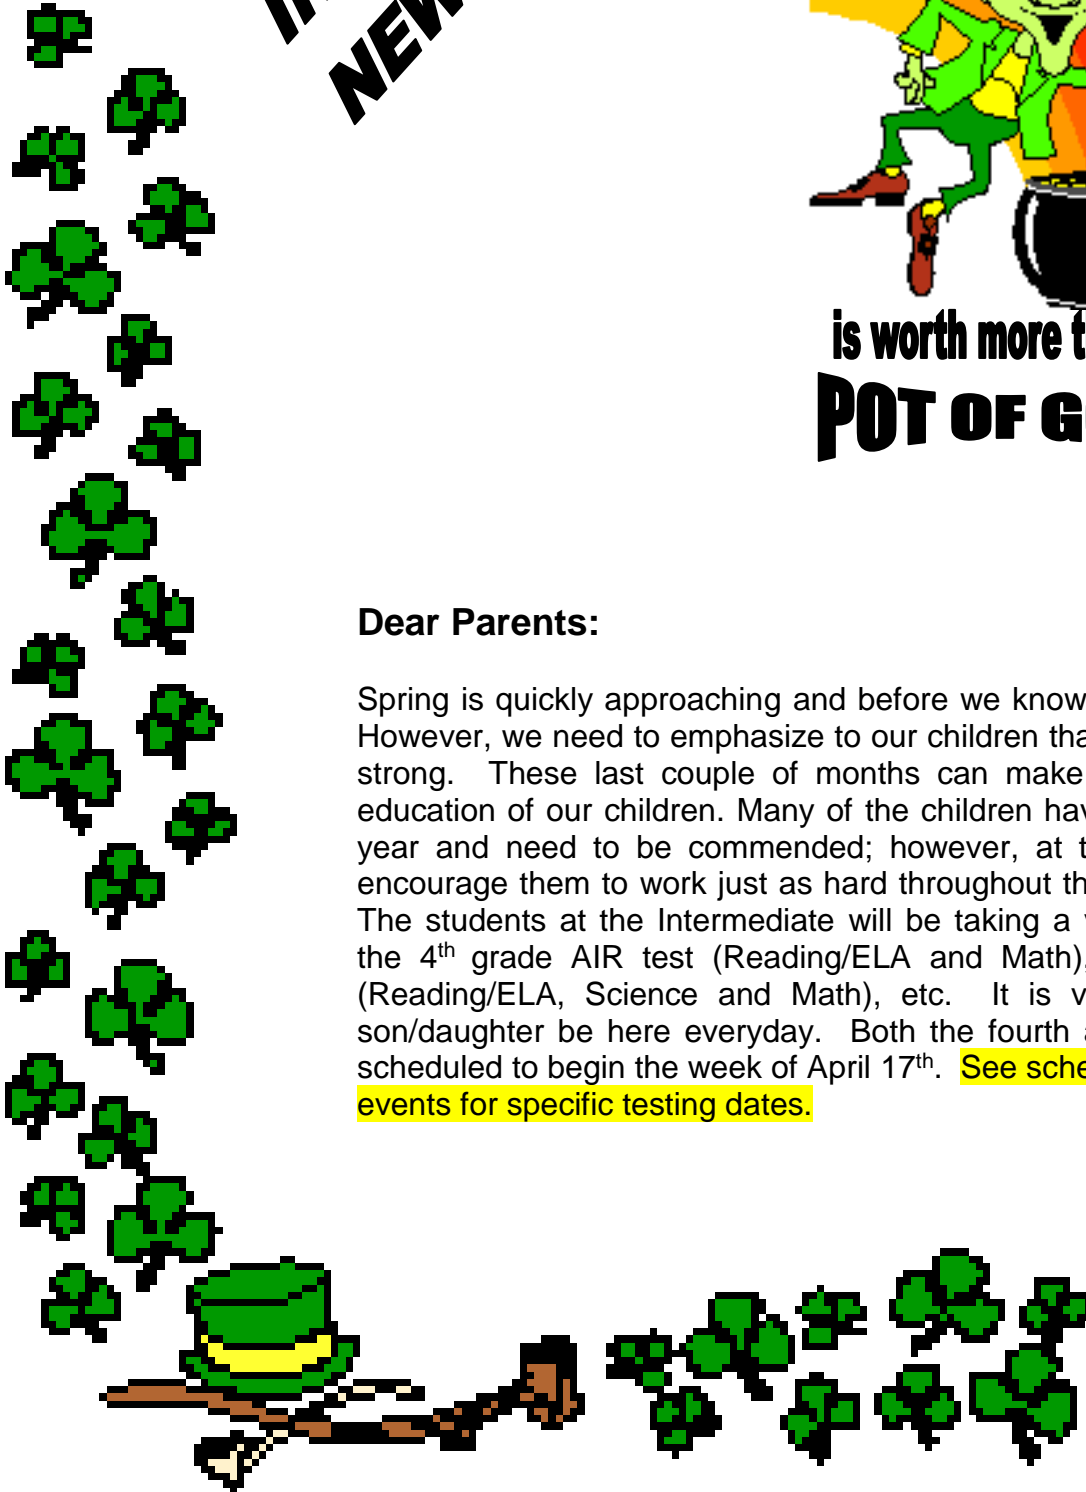 NEW
is worth more t
POT OF G
Dear Parents:
Spring is quickly approaching and before we know
However, we need to emphasize to our children tha
strong. These last couple of months can make
education of our children. Many of the children hav
year and need to be commended; however, at t
encourage them to work just as hard throughout th
The students at the Intermediate will be taking a v
the 4th grade AIR test (Reading/ELA and Math),
(Reading/ELA, Science and Math), etc. It is v
son/daughter be here everyday. Both the fourth a
scheduled to begin the week of April 17th. See sche
events for specific testing dates.